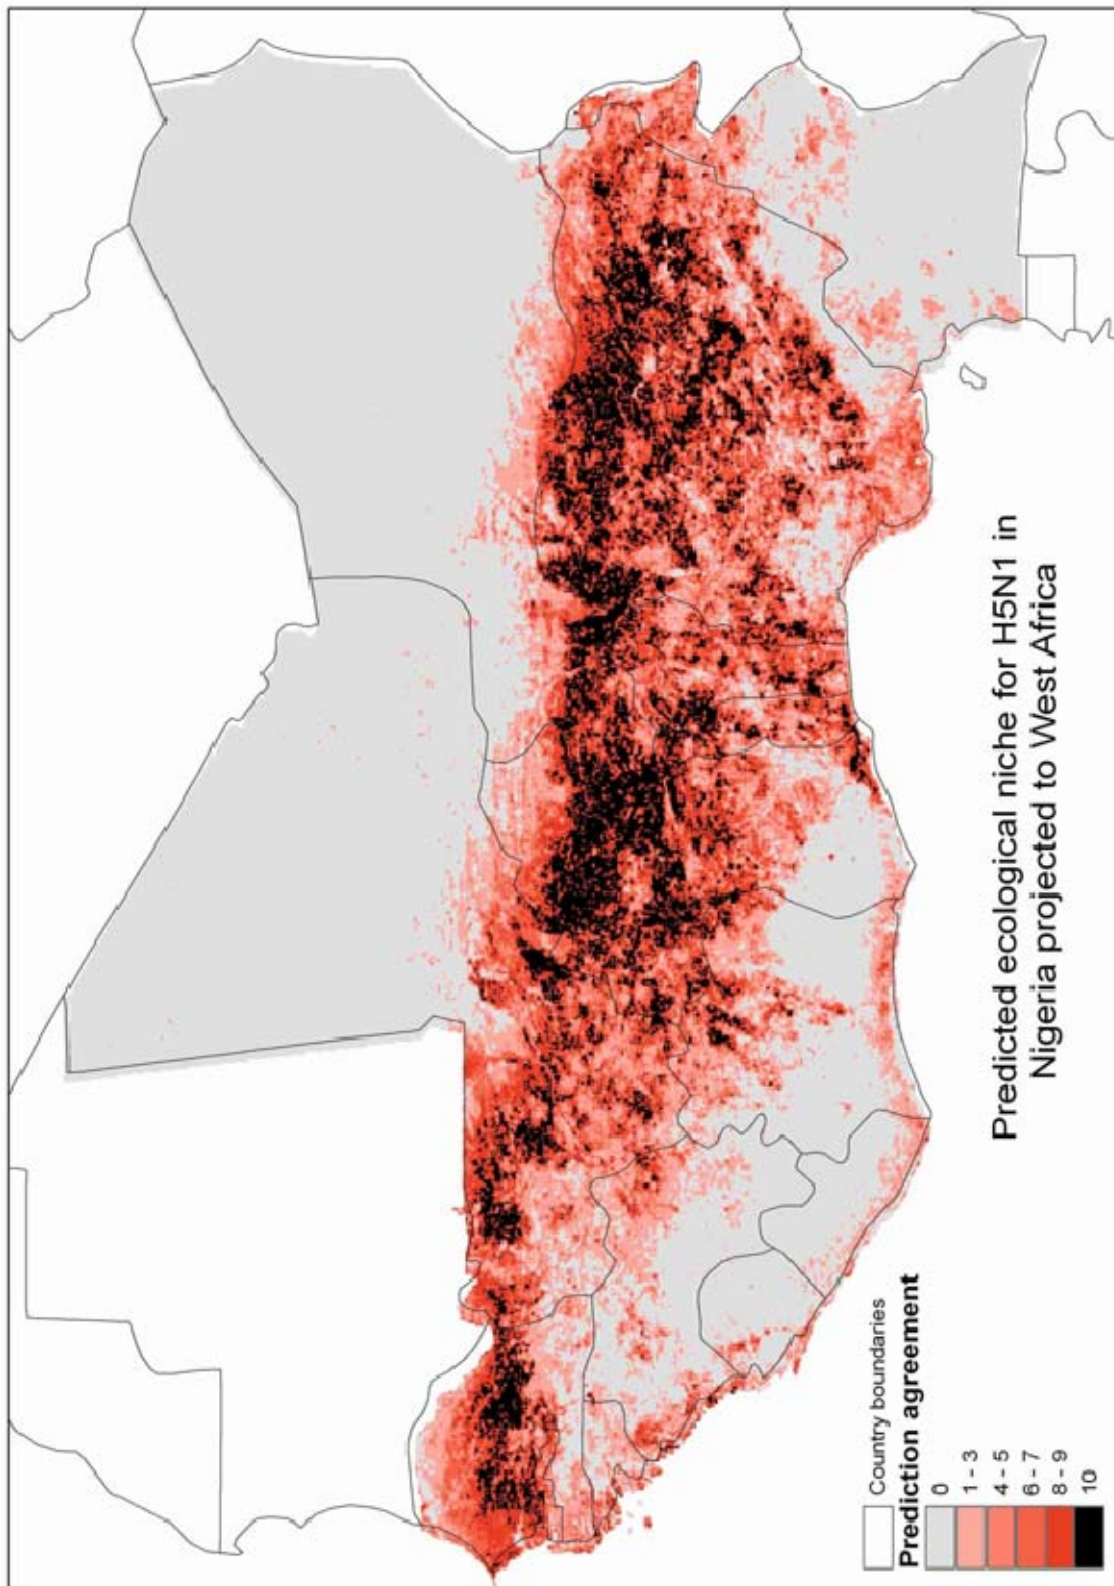 Predicted ecological niche for H5N1 in
Nigeria projected to West Africa
Country boundaries
Prediction agreement
0
1 - 3
4 - 5
6 - 7
8 - 9
10